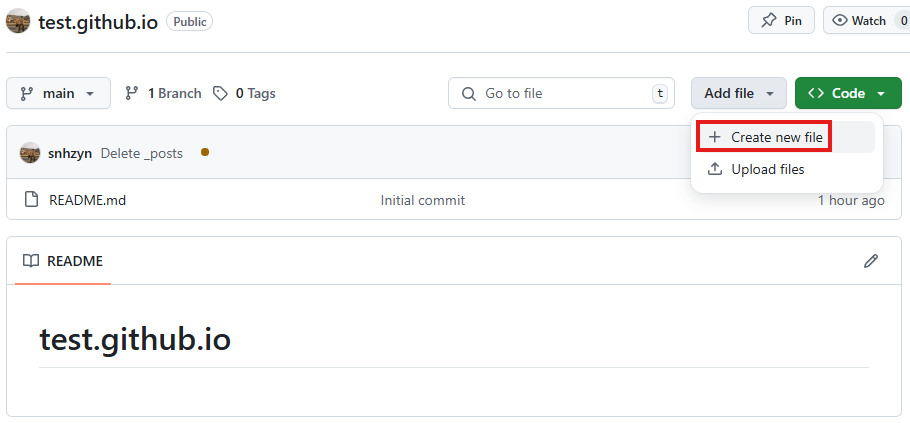 test.github.io Public Pin Watch 0
main 1 Branch 0 Tags Go to file t Add file <> Code
Create new file
snhzyn Delete _posts
Upload files
README.md Initial commit 1 hour ago
README
test.github.io